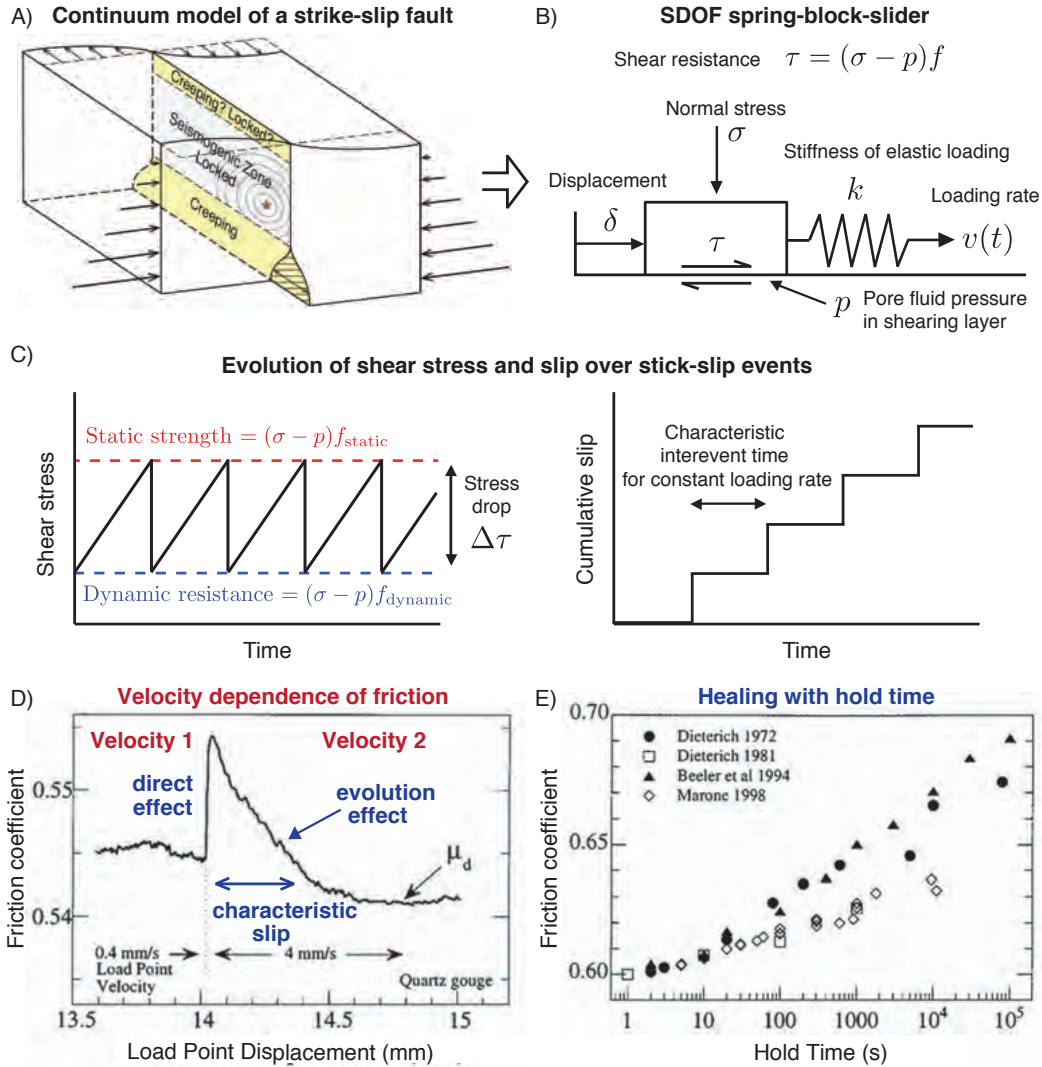 A) Continuum model of a strike-slip fault
Creeping? Locked?
Seismogenic Zone
Locked
Creeping
B) SDOF spring-block-slider
Shear resistance τ = (σ − p)f
Normal stress
σ
Stiffness of elastic loading
k
Displacement
δ
τ
Loading rate
v(t)
p
Pore fluid pressure
in shearing layer
C)
Evolution of shear stress and slip over stick-slip events
Shear stress
Static strength = (σ − p)f_static
Stress
drop
Δτ
Dynamic resistance = (σ − p)f_dynamic
Time
Cumulative slip
Characteristic
interevent time
for constant loading rate
Time
D) Velocity dependence of friction
Friction coefficient
0.55
0.54
Velocity 1
Velocity 2
direct
effect
evolution
effect
μ_d
characteristic
slip
0.4 mm/s
Load Point
Velocity
4 mm/s
Quartz gouge
13.5
14
14.5
15
Load Point Displacement (mm)
E) Healing with hold time
Friction coefficient
0.70
0.65
0.60
Dieterich 1972
Dieterich 1981
Beeler et al 1994
Marone 1998
1
10
100
1000
10⁴
10⁵
Hold Time (s)